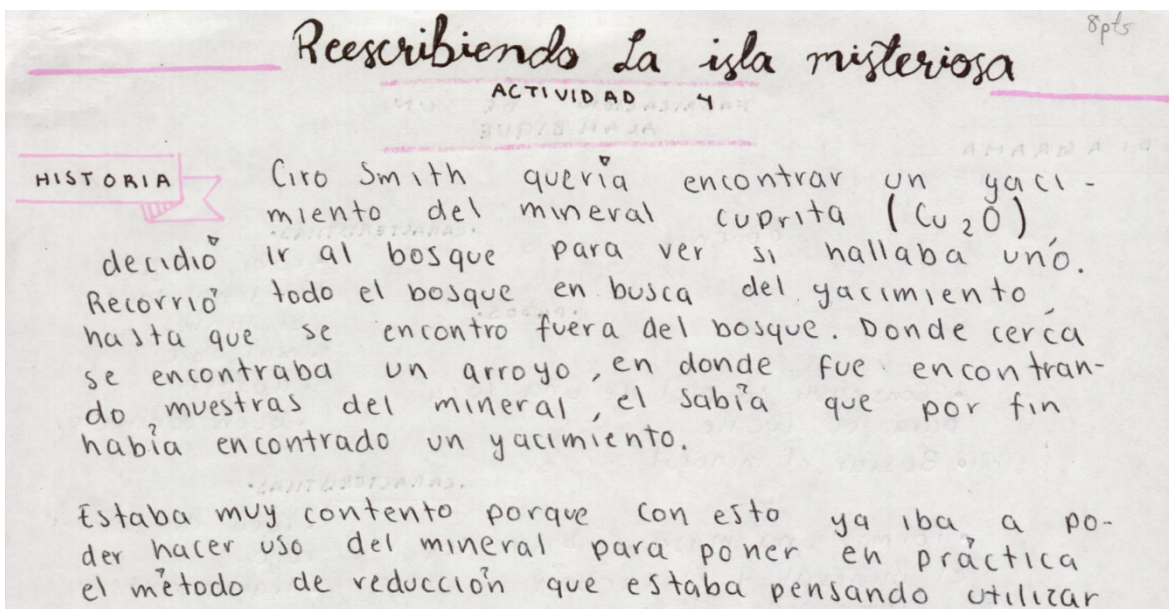 8pts
Reescribiendo La isla misteriosa
ACTIVIDAD 4
HISTORIA
Ciro Smith quería encontrar un yaci-
miento del mineral cuprita (Cu₂O)
decidió ir al bosque para ver si hallaba uno.
Recorrió todo el bosque en busca del yacimiento
hasta que se encontro fuera del bosque. Donde cerca
se encontraba un arroyo, en donde fue encontran-
do muestras del mineral, el sabía que por fin
había encontrado un yacimiento.
Estaba muy contento porque con esto ya iba a po-
der hacer uso del mineral para poner en práctica
el método de reducción que estaba pensando utilizar